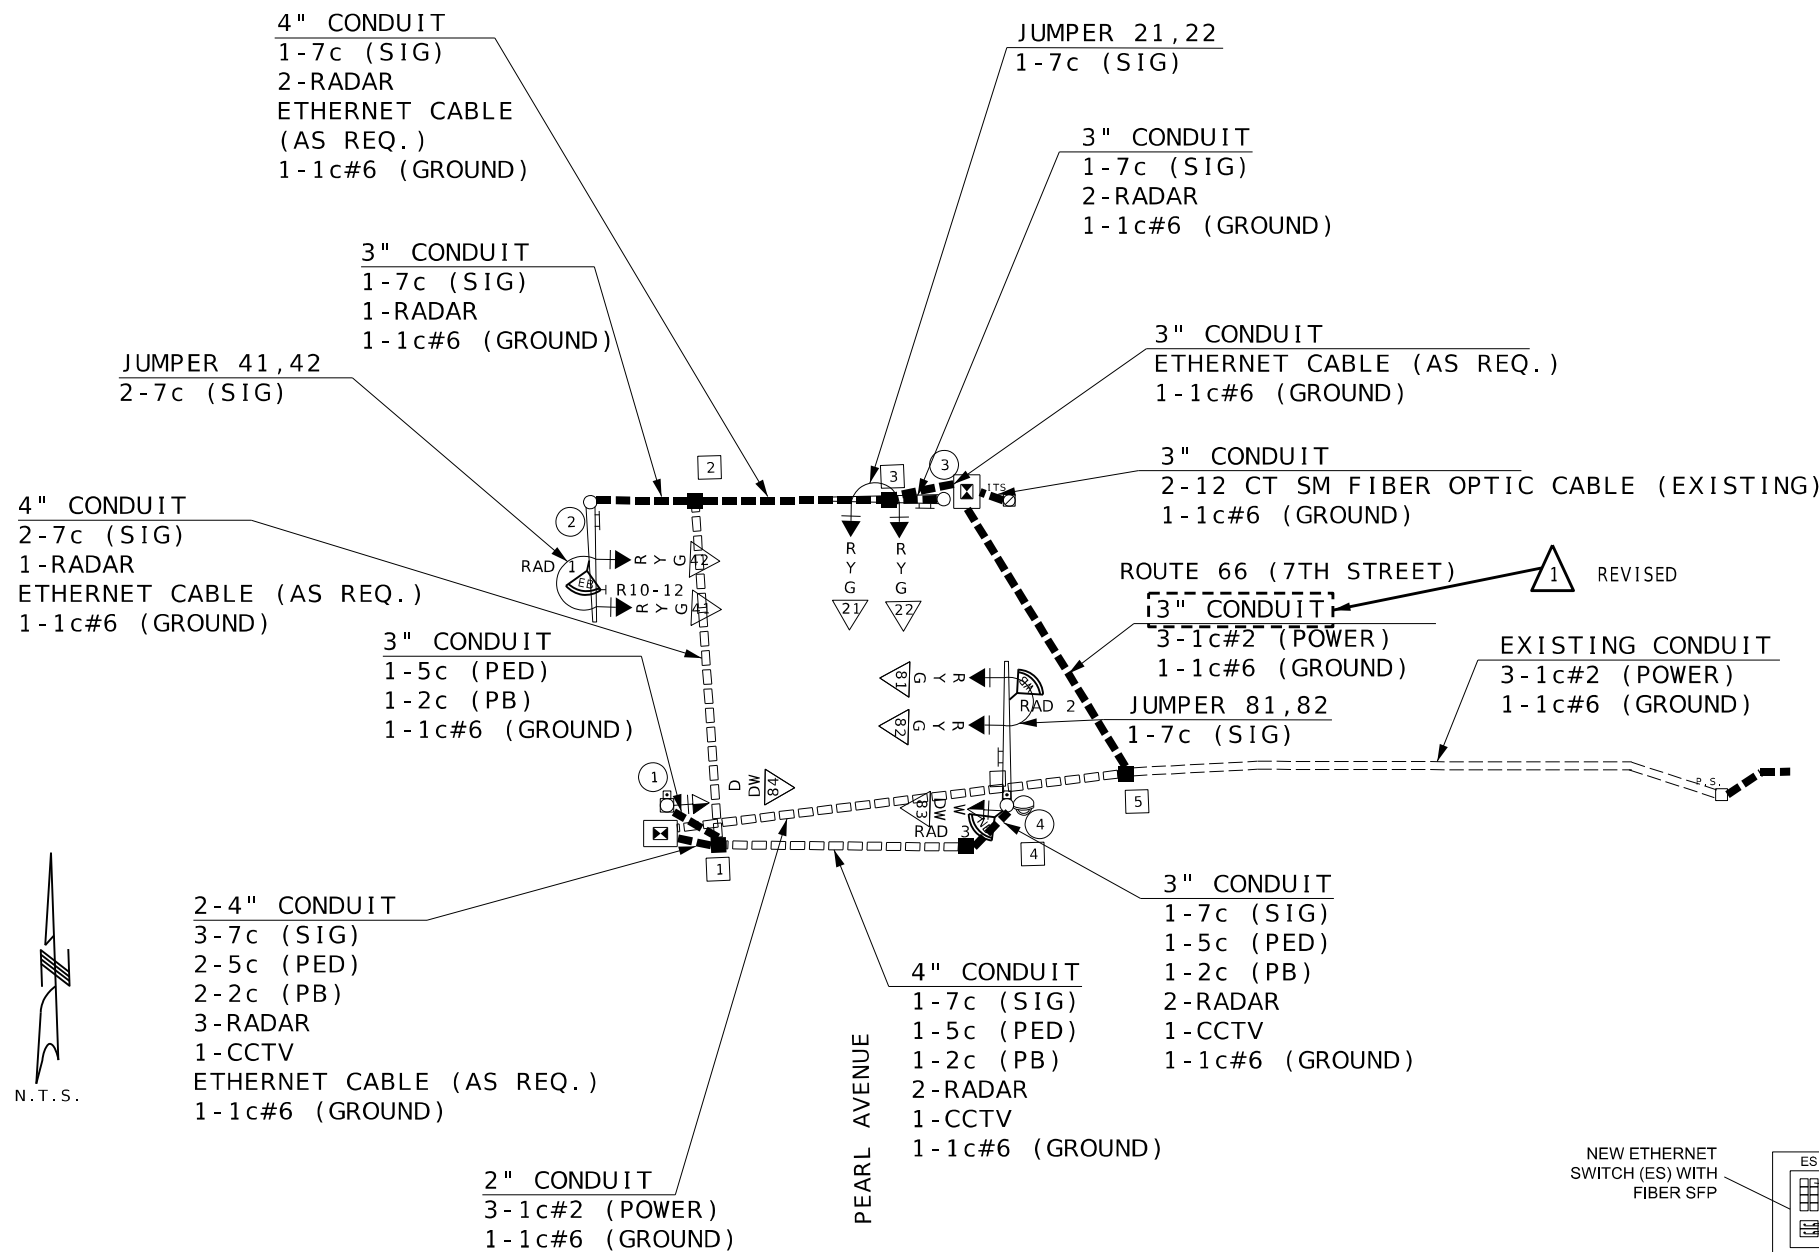 4" CONDUIT
1-7c (SIG)
2-RADAR
ETHERNET CABLE
(AS REQ.)
1-1c#6 (GROUND)
JUMPER 21,22
1-7c (SIG)
3" CONDUIT
1-7c (SIG)
2-RADAR
1-1c#6 (GROUND)
3" CONDUIT
1-7c (SIG)
1-RADAR
1-1c#6 (GROUND)
JUMPER 41,42
2-7c (SIG)
3" CONDUIT
ETHERNET CABLE (AS REQ.)
1-1c#6 (GROUND)
3" CONDUIT
2-12 CT SM FIBER OPTIC CABLE (EXISTING)
1-1c#6 (GROUND)
4" CONDUIT
2-7c (SIG)
1-RADAR
ETHERNET CABLE (AS REQ.)
1-1c#6 (GROUND)
2
3
3
ITS
2
RAD 1
EB
R10-12
R Y G 42
R Y G 41
R
Y
G
21
R
Y
G
22
ROUTE 66 (7TH STREET)
1 REVISED
3" CONDUIT
3-1c#2 (POWER)
1-1c#6 (GROUND)
EXISTING CONDUIT
3-1c#2 (POWER)
1-1c#6 (GROUND)
3" CONDUIT
1-5c (PED)
1-2c (PB)
1-1c#6 (GROUND)
R Y G 81
R Y G 82
WB
RAD 2
JUMPER 81,82
1-7c (SIG)
1
D
DW
84
W
DW
83
RAD 3
4
4
5
1
P.S.
N.T.S.
2-4" CONDUIT
3-7c (SIG)
2-5c (PED)
2-2c (PB)
3-RADAR
1-CCTV
ETHERNET CABLE (AS REQ.)
1-1c#6 (GROUND)
4" CONDUIT
1-7c (SIG)
1-5c (PED)
1-2c (PB)
2-RADAR
1-CCTV
1-1c#6 (GROUND)
3" CONDUIT
1-7c (SIG)
1-5c (PED)
1-2c (PB)
2-RADAR
1-CCTV
1-1c#6 (GROUND)
PEARL AVENUE
2" CONDUIT
3-1c#2 (POWER)
1-1c#6 (GROUND)
NEW ETHERNET
SWITCH (ES) WITH
FIBER SFP
ES